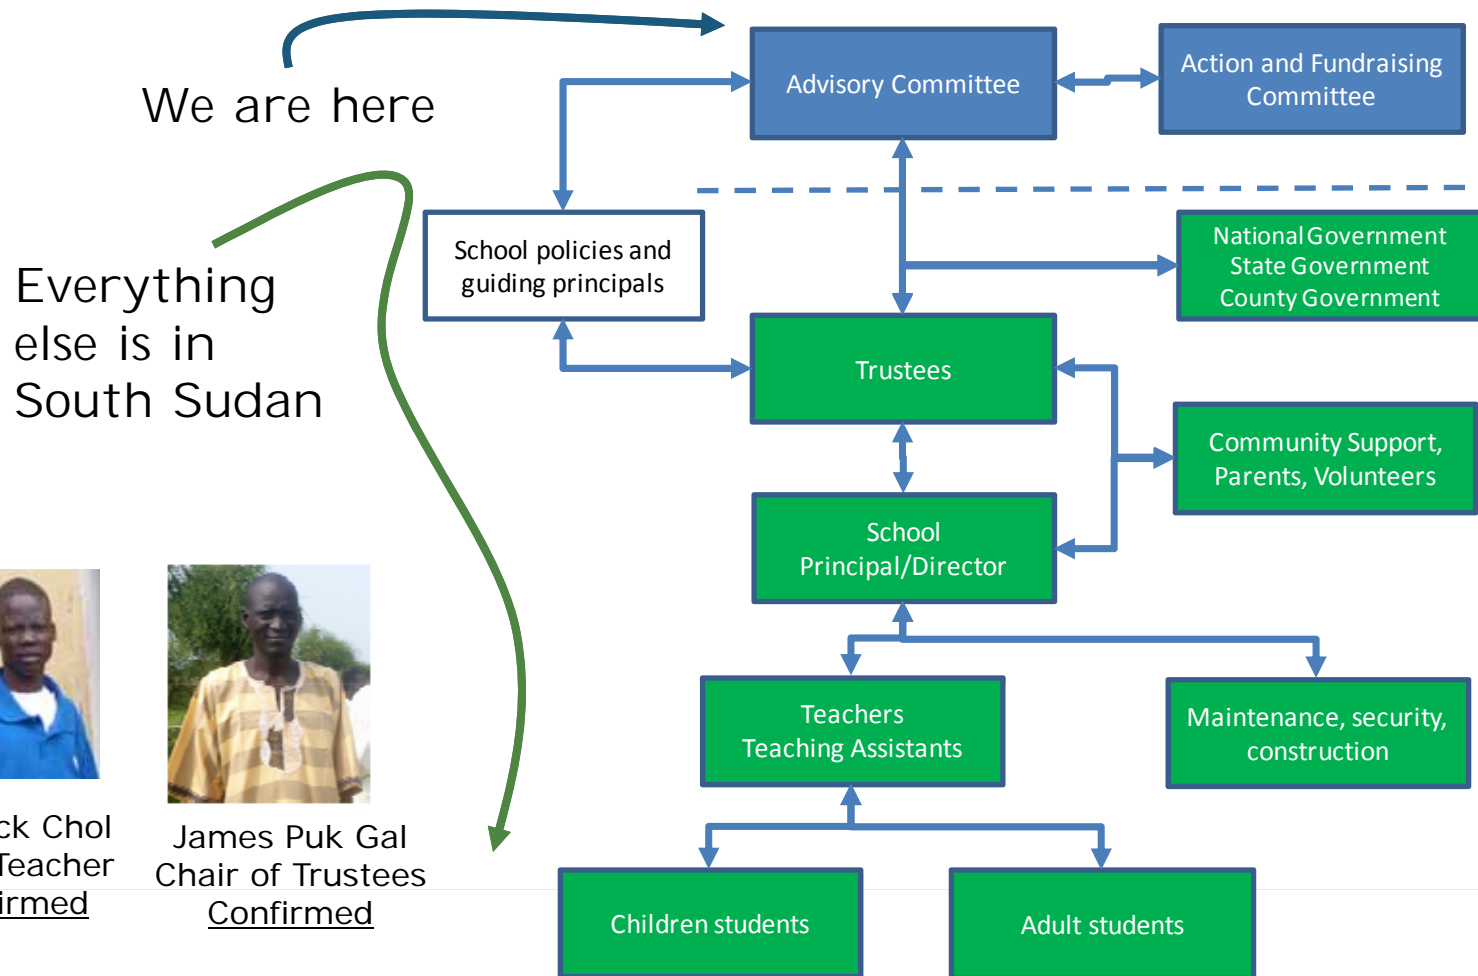 We are here
Advisory Committee
Action and Fundraising
Committee
School policies and
guiding principals
National Government
State Government
County Government
Everything
else is in
South Sudan
Trustees
Community Support,
Parents, Volunteers
School
Principal/Director
Teachers
Teaching Assistants
Maintenance, security,
construction
Chol
Teacher
James Puk Gal
Chair of Trustees
Confirmed
Children students
Adult students